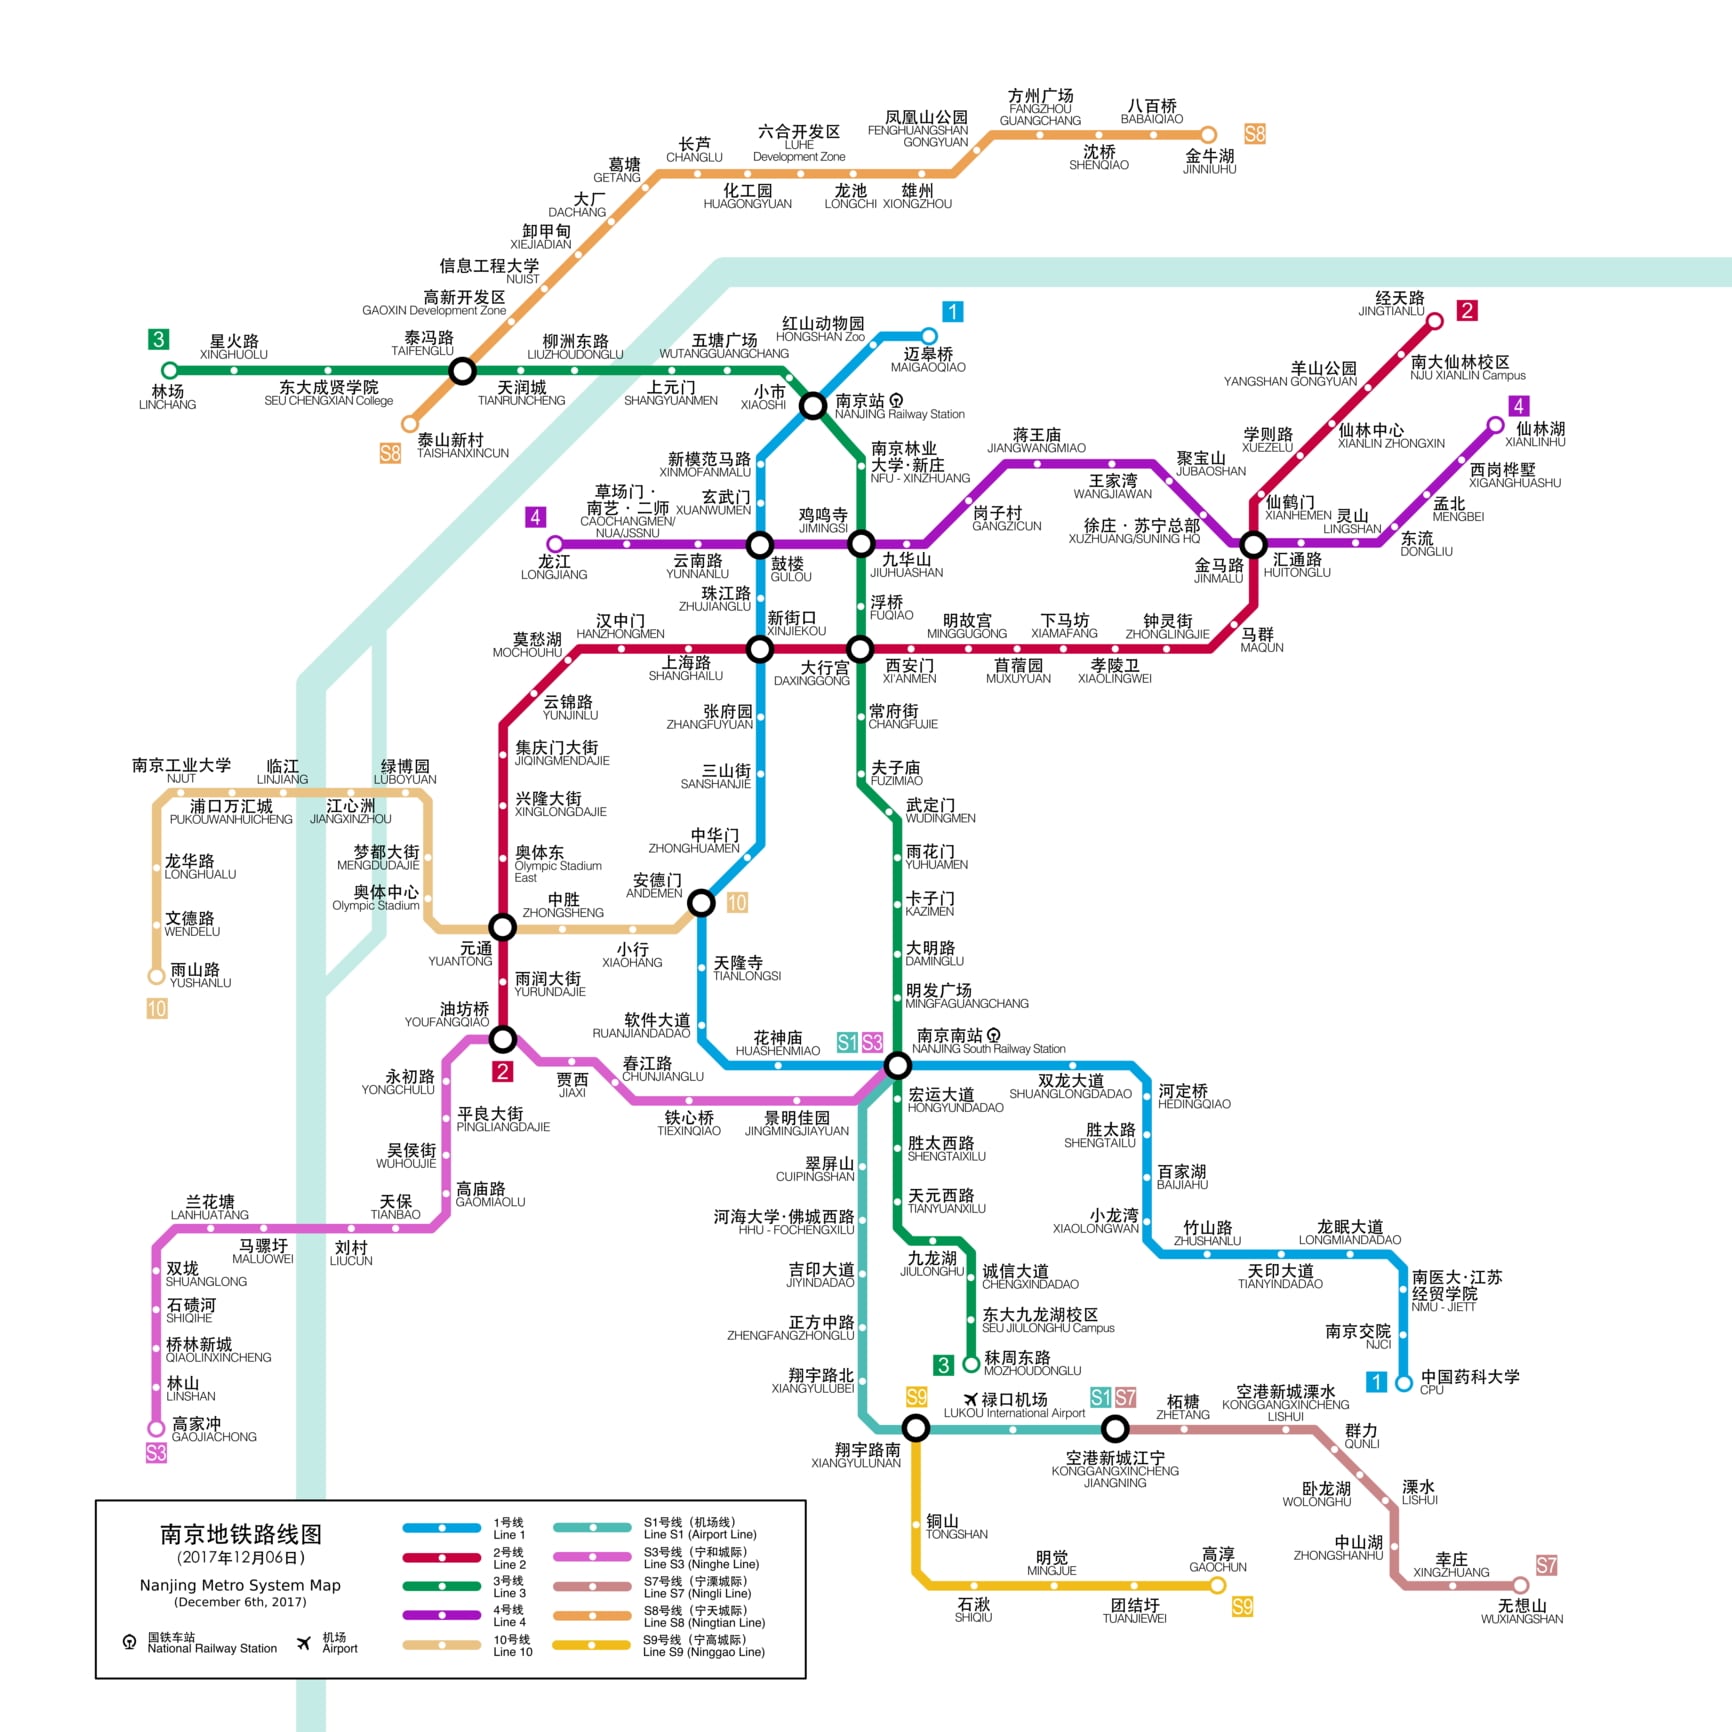 方州广场
FANGZHOU
GUANGCHANG
八百桥
BABAIQIAO
凤凰山公园
FENGHUANGSHAN
GONGYUAN
S8
六合开发区
LUHE
Development Zone
长芦
CHANGLU
沈桥
SHENQIAO
金牛湖
JINNIUHU
葛塘
GETANG
化工园
HUAGONGYUAN
龙池
LONGCHI
雄州
XIONGZHOU
大厂
DACHANG
卸甲甸
XIEJIADIAN
信息工程大学
NUIST
高新开发区
GAOXIN Development Zone
泰冯路
TAIFENGLU
S8
泰山新村
TAISHANXINCUN
3
林场
LINCHANG
星火路
XINGHUOLU
东大成贤学院
SEU CHENGXIAN College
天润城
TIANRUNCHENG
柳洲东路
LIUZHOUDONGLU
上元门
SHANGYUANMEN
五塘广场
WUTANGGUANGCHANG
小市
XIAOSHI
1
迈皋桥
MAIGAOQIAO
红山动物园
HONGSHAN Zoo
南京站
NANJING Railway Station
新模范马路
XINMOFANMALU
玄武门
XUANWUMEN
南京林业
大学·新庄
NFU - XINZHUANG
鸡鸣寺
JIMINGSI
经天路
JINGTIANLU
2
南大仙林校区
NJU XIANLIN Campus
羊山公园
YANGSHAN GONGYUAN
仙林中心
XIANLIN ZHONGXIN
学则路
XUEZELU
仙鹤门
XIANHEMEN
金马路
JINMALU
4
仙林湖
XIANLINHU
西岗桦墅
XIGANGHUASHU
孟北
MENGBEI
东流
DONGLIU
灵山
LINGSHAN
汇通路
HUITONGLU
聚宝山
JUBAOSHAN
徐庄·苏宁总部
XUZHUANG/SUNING HQ
蒋王庙
JIANGWANGMIAO
王家湾
WANGJIAWAN
岗子村
GANGZICUN
九华山
JIUHUASHAN
4
龙江
LONGJIANG
草场门·
南艺·二师
CAOCHANGMEN/
NUA/JSSNU
云南路
YUNNANLU
鼓楼
GULOU
珠江路
ZHUJIANGLU
新街口
XINJIEKOU
浮桥
FUQIAO
大行宫
DAXINGGONG
西安门
XI'ANMEN
明故宫
MINGGUGONG
苜蓿园
MUXUYUAN
下马坊
XIAMAFANG
孝陵卫
XIAOLINGWEI
钟灵街
ZHONGLINGJIE
马群
MAQUN
上海路
SHANGHAILU
汉中门
HANZHONGMEN
莫愁湖
MOCHOUHU
云锦路
YUNJINLU
集庆门大街
JIQINGMENDAJIE
兴隆大街
XINGLONGDAJIE
奥体东
Olympic Stadium
East
元通
YUANTONG
雨润大街
YURUNDAJIE
油坊桥
YOUFANGQIAO
2
张府园
ZHANGFUYUAN
三山街
SANSHANJIE
中华门
ZHONGHUAMEN
安德门
ANDEMEN
10
天隆寺
TIANLONGSI
软件大道
RUANJIANDADAO
花神庙
HUASHENMIAO
常府街
CHANGFUJIE
夫子庙
FUZIMIAO
武定门
WUDINGMEN
雨花门
YUHUAMEN
卡子门
KAZIMEN
大明路
DAMINGLU
明发广场
MINGFAGUANGCHANG
S1
S3
南京南站
NANJING South Railway Station
南京工业大学
NJUT
浦口万汇城
PUKOUWANHUICHENG
临江
LINJIANG
江心洲
JIANGXINZHOU
绿博园
LUBOYUAN
梦都大街
MENGDUDAJIE
奥体中心
Olympic Stadium
中胜
ZHONGSHENG
小行
XIAOHANG
龙华路
LONGHUALU
文德路
WENDELU
雨山路
YUSHANLU
10
贾西
JIAXI
春江路
CHUNJIANGLU
铁心桥
TIEXINQIAO
景明佳园
JINGMINGJIAYUAN
永初路
YONGCHULU
平良大街
PINGLIANGDAJIE
吴侯街
WUHOUJIE
高庙路
GAOMIAOLU
天保
TIANBAO
刘村
LIUCUN
马骡圩
MALUOWEI
兰花塘
LANHUATANG
双垅
SHUANGLONG
石碛河
SHIQIHE
桥林新城
QIAOLINXINCHENG
林山
LINSHAN
高家冲
GAOJIACHONG
S3
宏运大道
HONGYUNDADAO
胜太西路
SHENGTAIXILU
天元西路
TIANYUANXILU
九龙湖
JIULONGHU
诚信大道
CHENGXINDADAO
东大九龙湖校区
SEU JIULONGHU Campus
3
秣周东路
MOZHOUDONGLU
双龙大道
SHUANGLONGDADAO
河定桥
HEDINGQIAO
胜太路
SHENGTAILU
百家湖
BAIJIAHU
小龙湾
XIAOLONGWAN
竹山路
ZHUSHANLU
天印大道
TIANYINDADAO
龙眠大道
LONGMIANDADAO
南医大·江苏
经贸学院
NMU - JIETT
南京交院
NJCI
1
中国药科大学
CPU
翠屏山
CUIPINGSHAN
河海大学·佛城西路
HHU - FOCHENGXILU
吉印大道
JIYINDADAO
正方中路
ZHENGFANGZHONGLU
翔宇路北
XIANGYULUBEI
翔宇路南
XIANGYULUNAN
S9
禄口机场
LUKOU International Airport
S1
S7
空港新城江宁
KONGGANGXINCHENG
JIANGNING
柘糖
ZHETANG
空港新城溧水
KONGGANGXINCHENG
LISHUI
群力
QUNLI
卧龙湖
WOLONGHU
溧水
LISHUI
中山湖
ZHONGSHANHU
幸庄
XINGZHUANG
S7
无想山
WUXIANGSHAN
铜山
TONGSHAN
石湫
SHIQIU
明觉
MINGJUE
团结圩
TUANJIEWEI
高淳
GAOCHUN
S9
南京地铁路线图
(2017年12月06日)
Nanjing Metro System Map
(December 6th, 2017)
国铁车站
National Railway Station
机场
Airport
1号线
Line 1
2号线
Line 2
3号线
Line 3
4号线
Line 4
10号线
Line 10
S1号线（机场线）
Line S1 (Airport Line)
S3号线（宁和城际）
Line S3 (Ninghe Line)
S7号线（宁溧城际）
Line S7 (Ningli Line)
S8号线（宁天城际）
Line S8 (Ningtian Line)
S9号线（宁高城际）
Line S9 (Ninggao Line)